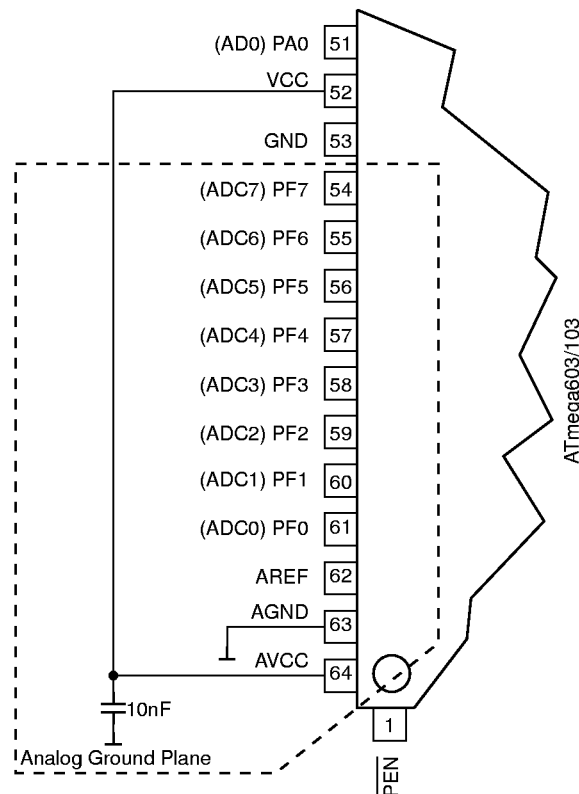 (AD0) PA0 51
VCC 52
GND 53
(ADC7) PF7 54
(ADC6) PF6 55
(ADC5) PF5 56
(ADC4) PF4 57
(ADC3) PF3 58
(ADC2) PF2 59
(ADC1) PF1 60
(ADC0) PF0 61
AREF 62
AGND 63
AVCC 64
10nF
Analog Ground Plane
1
PEN
ATmega603/103